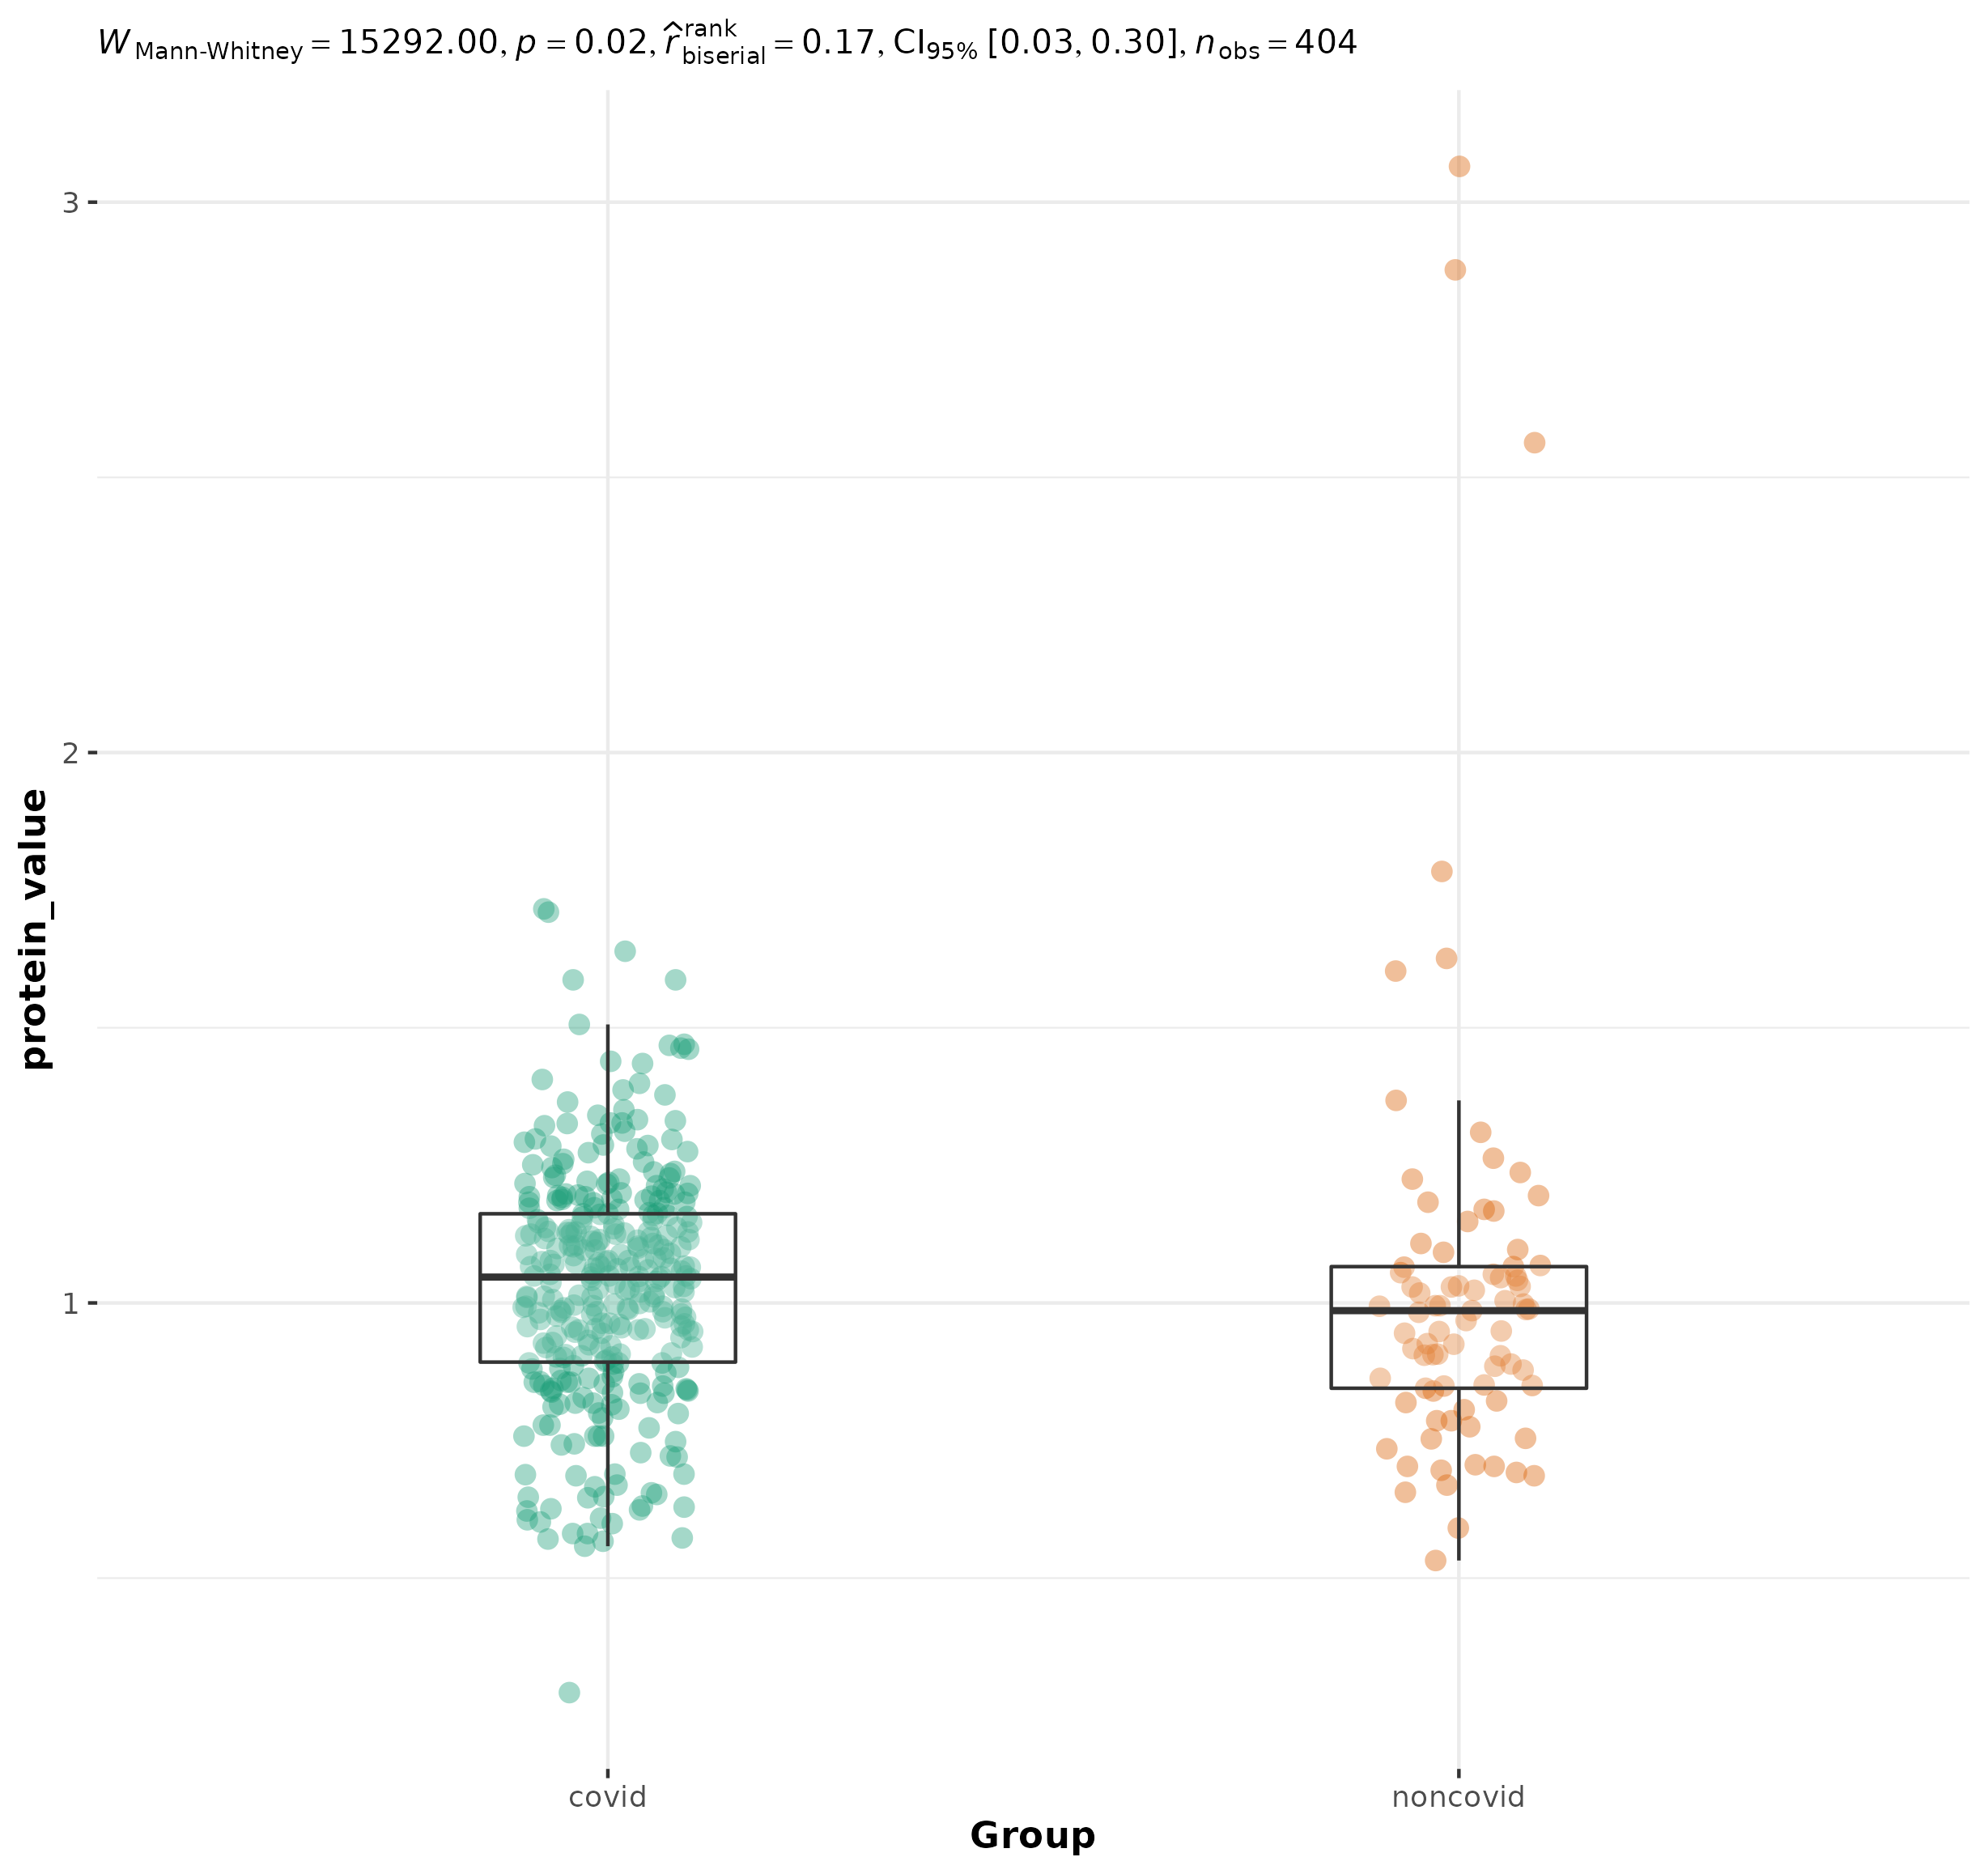 W Mann-Whitney = 15292.00, p = 0.02, r̂ rank biserial = 0.17, CI95% [0.03, 0.30], nobs = 404
3
2
1
protein_value
covid noncovid
Group